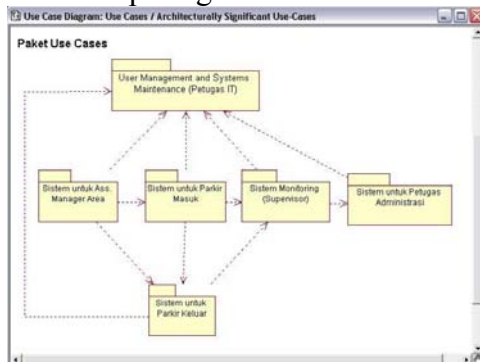 Use Case Diagram: Use Cases / Architecturally Significant Use-Cases
Paket Use Cases
User Management and Systems
Maintenance (Petugas IT)
Sistem untuk Ass.
Manager Area
Sistem untuk Parkir
Masuk
Sistem Monitoring
(Supervisor)
Sistem untuk Petugas
Administrasi
Sistem untuk
Parkir Keluar